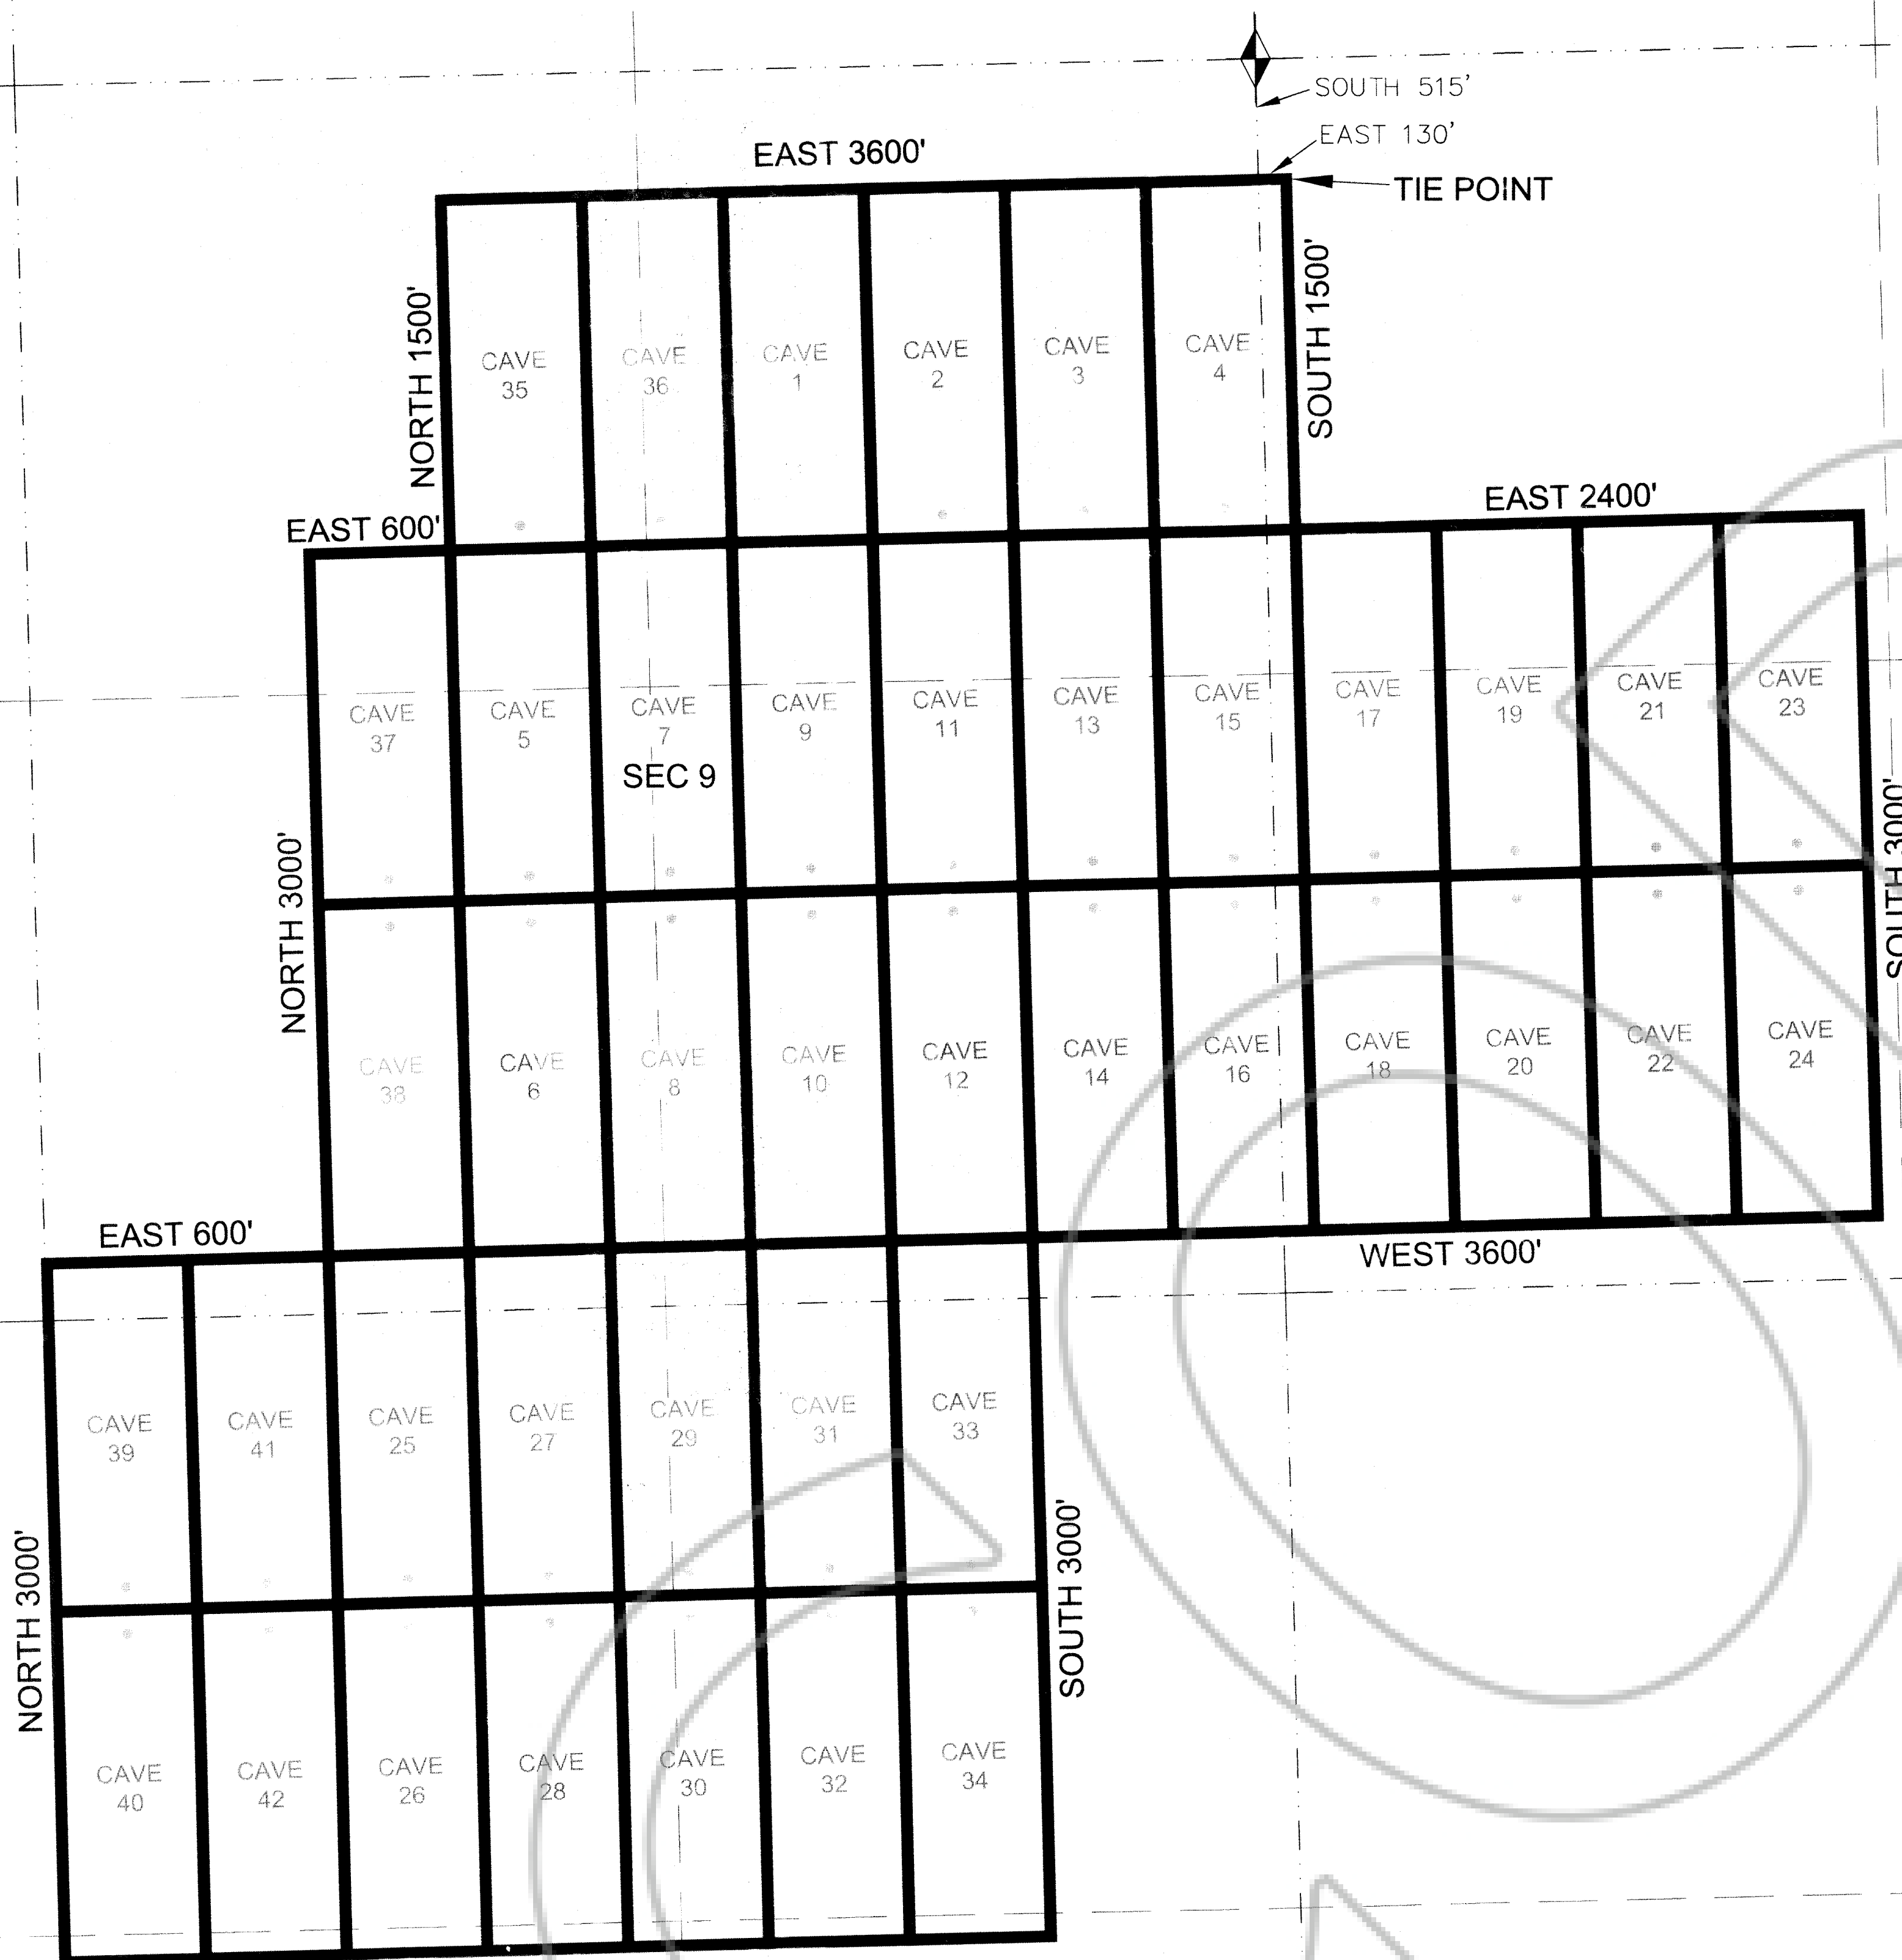 SOUTH 515'
EAST 130'
EAST 3600'
TIE POINT
NORTH 1500'
CAVE
35
CAVE
36
CAVE
1
CAVE
2
CAVE
3
CAVE
4
SOUTH 1500'
EAST 600'
EAST 2400'
CAVE
37
CAVE
5
CAVE
7
SEC 9
CAVE
9
CAVE
11
CAVE
13
CAVE
15
CAVE
17
CAVE
19
CAVE
21
CAVE
23
NORTH 3000'
SOUTH 3000'
CAVE
38
CAVE
6
CAVE
8
CAVE
10
CAVE
12
CAVE
14
CAVE
16
CAVE
18
CAVE
20
CAVE
22
CAVE
24
EAST 600'
WEST 3600'
CAVE
39
CAVE
41
CAVE
25
CAVE
27
CAVE
29
CAVE
31
CAVE
33
NORTH 3000'
SOUTH 3000'
CAVE
40
CAVE
42
CAVE
26
CAVE
28
CAVE
30
CAVE
32
CAVE
34